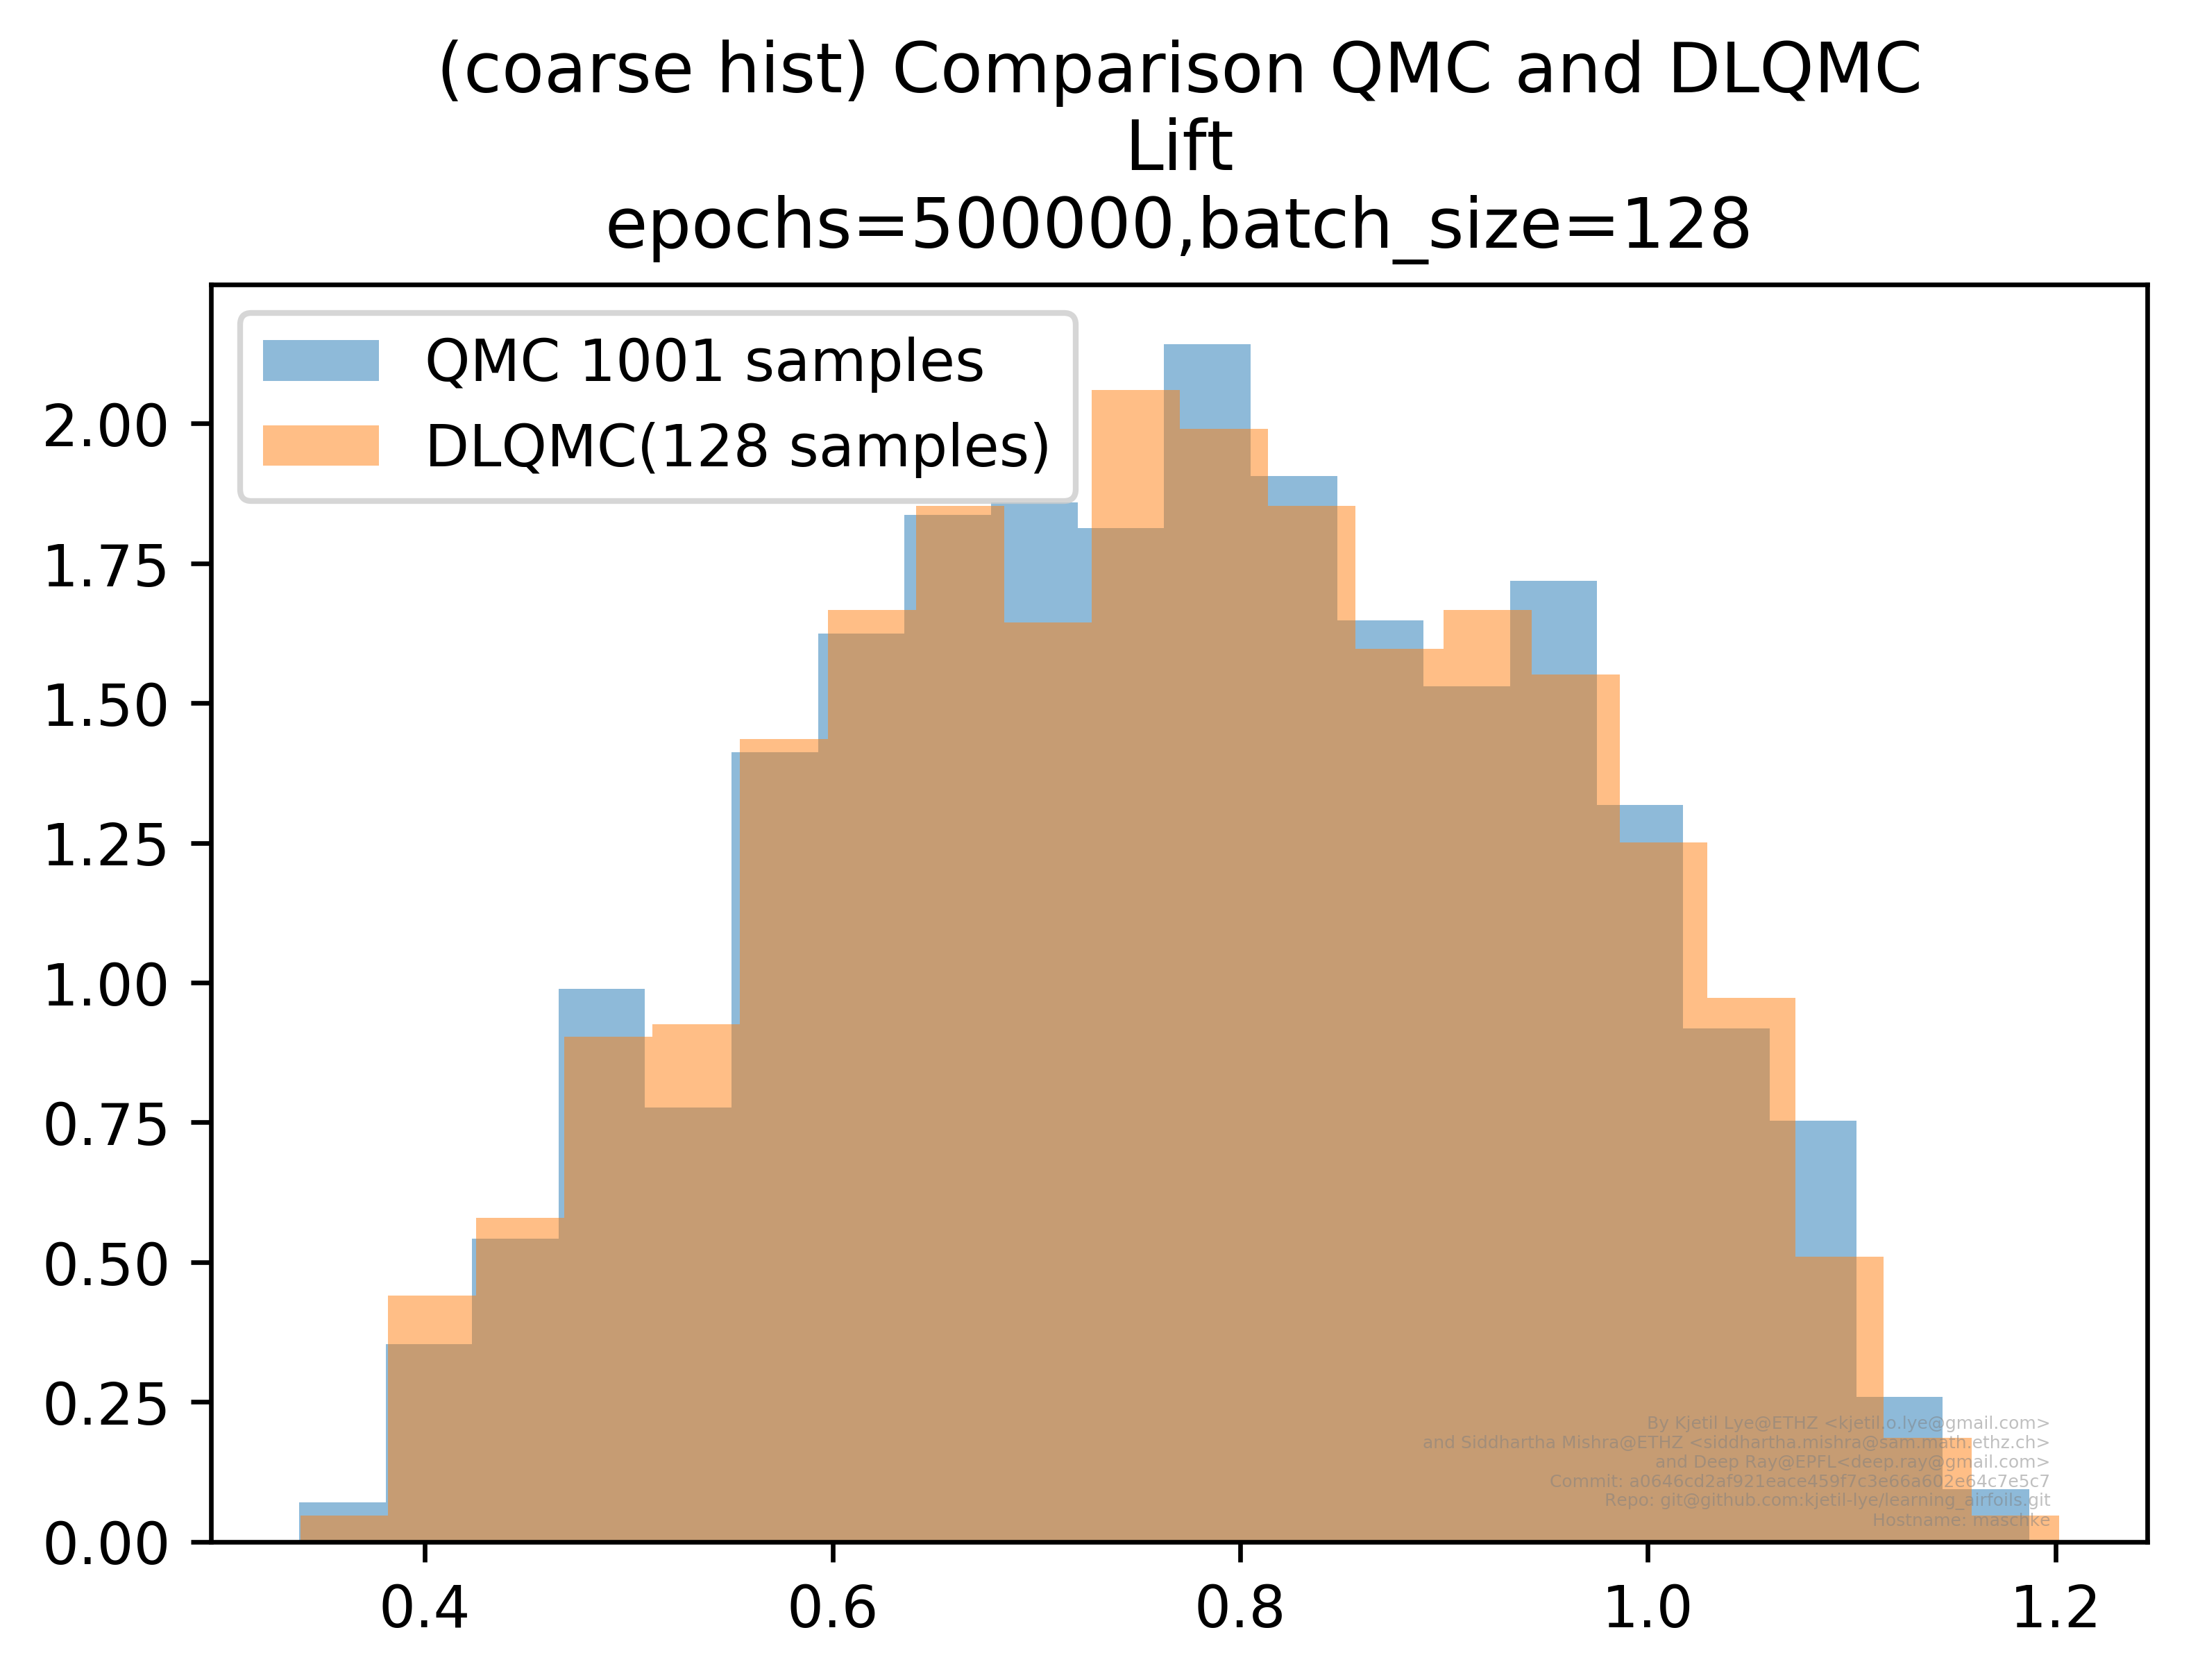 (coarse hist) Comparison QMC and DLQMC
Lift
epochs=500000,batch_size=128
QMC 1001 samples
DLQMC(128 samples)
2.00
1.75
1.50
1.25
1.00
0.75
0.50
0.25
0.00
0.4 0.6 0.8 1.0 1.2
By Kjetil Lye@ETHZ <kjetil.o.lye@gmail.com>
and Siddhartha Mishra@ETHZ <siddhartha.mishra@sam.math.ethz.ch>
and Deep Ray@EPFL<deep.ray@gmail.com>
Commit: a0646cd2af921eace459f7c3e66a602e64c7e5c7
Repo: git@github.com:kjetil-lye/learning_airfoils.git
Hostname: maschke